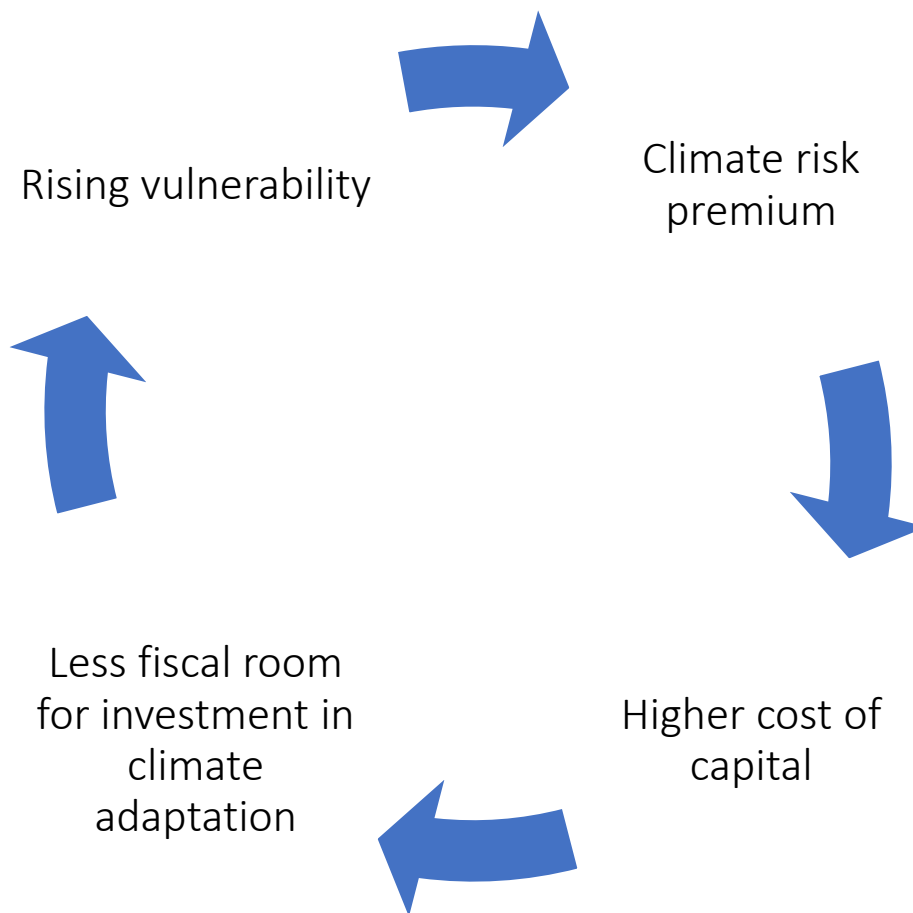 Rising vulnerability
Climate risk
premium
Higher cost of
capital
Less fiscal room
for investment in
climate
adaptation